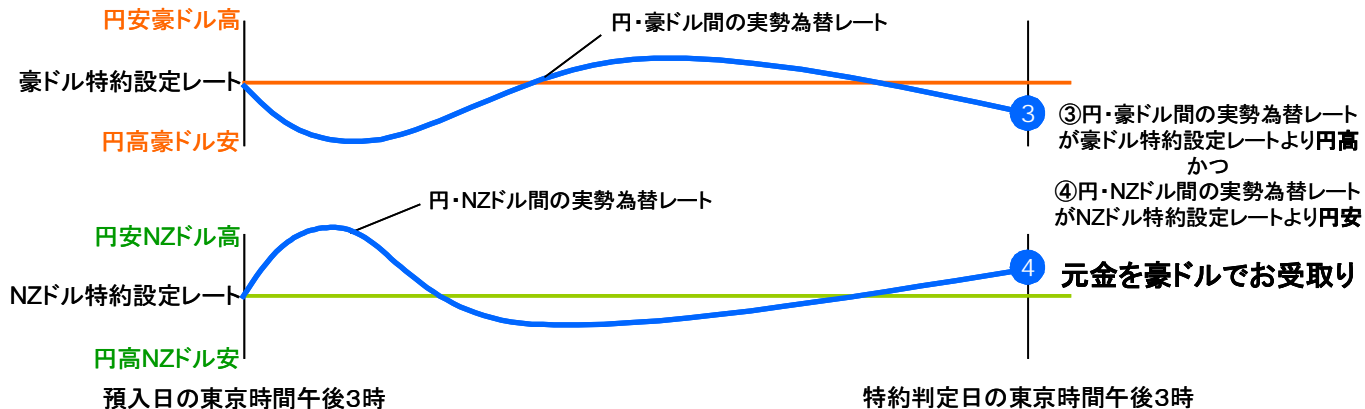 円安豪ドル高
円・豪ドル間の実勢為替レート
豪ドル特約設定レート
円高豪ドル安
3
③円・豪ドル間の実勢為替レート
が豪ドル特約設定レートより円高
かつ
④円・NZドル間の実勢為替レート
がNZドル特約設定レートより円安
円・NZドル間の実勢為替レート
円安NZドル高
4
元金を豪ドルでお受取り
NZドル特約設定レート
円高NZドル安
預入日の東京時間午後3時
特約判定日の東京時間午後3時